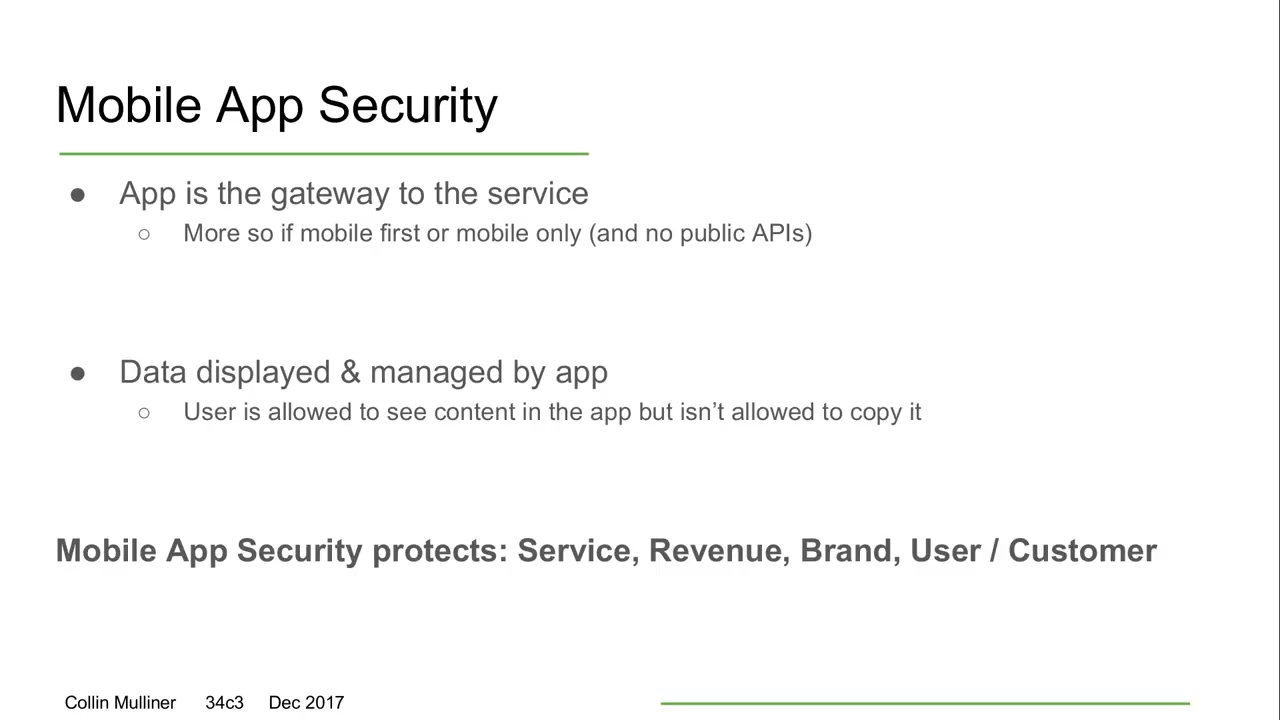 Mobile App Security
● App is the gateway to the service
○ More so if mobile first or mobile only (and no public APIs)
● Data displayed & managed by app
○ User is allowed to see content in the app but isn’t allowed to copy it
Mobile App Security protects: Service, Revenue, Brand, User / Customer
Collin Mulliner 34c3 Dec 2017